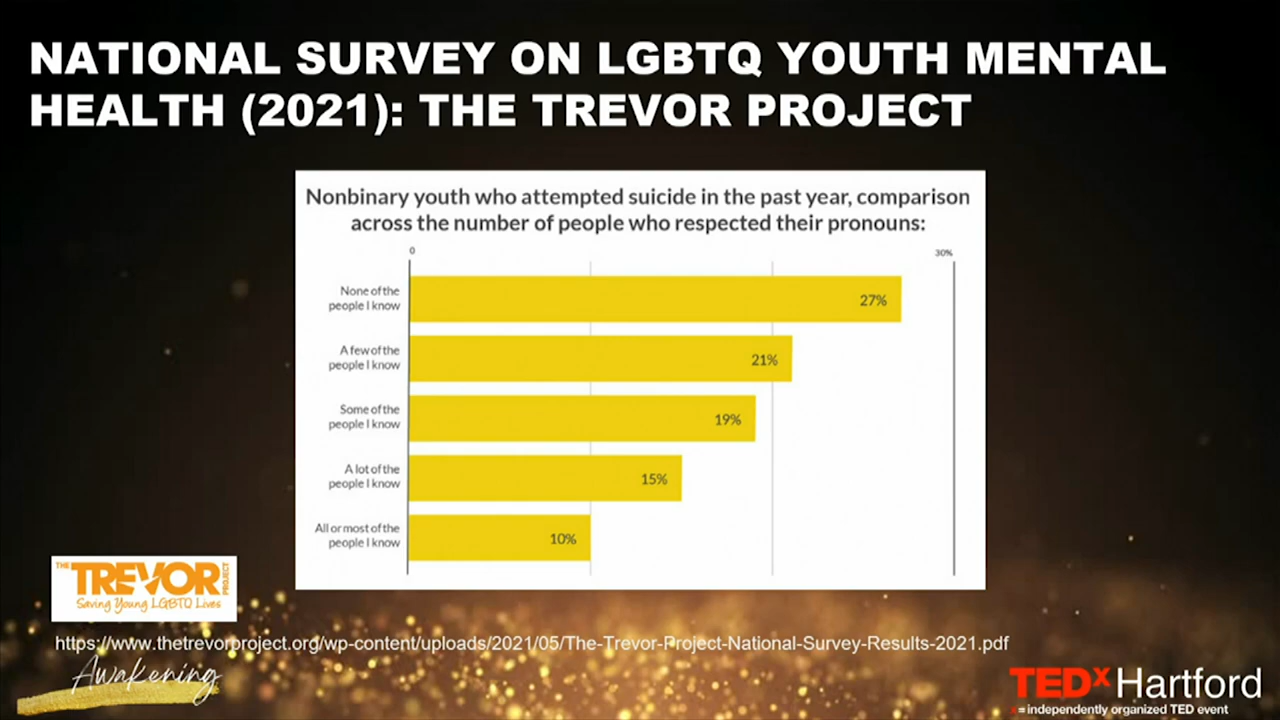 NATIONAL SURVEY ON LGBTQ YOUTH MENTAL
HEALTH (2021): THE TREVOR PROJECT
Nonbinary youth who attempted suicide in the past year, comparison
across the number of people who respected their pronouns:
0
30%
None of the
people I know
27%
A few of the
people I know
21%
Some of the
people I know
19%
A lot of the
people I know
15%
All or most of the
people I know
10%
THE TREVOR PROJECT
Saving Young LGBTQ Lives
https://www.thetrevorproject.org/wp-content/uploads/2021/05/The-Trevor-Project-National-Survey-Results-2021.pdf
Awakening
TEDx Hartford
x = independently organized TED event